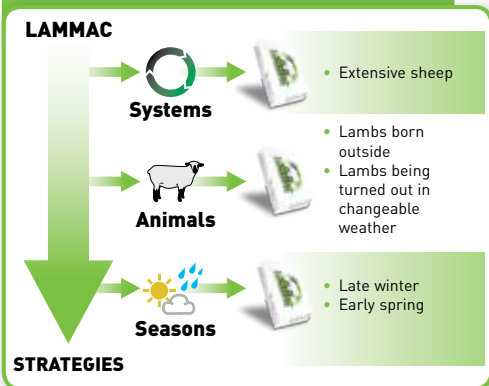 LAMMAC
Systems
• Extensive sheep
Animals
• Lambs born
outside
• Lambs being
turned out in
changeable
weather
Seasons
• Late winter
• Early spring
STRATEGIES